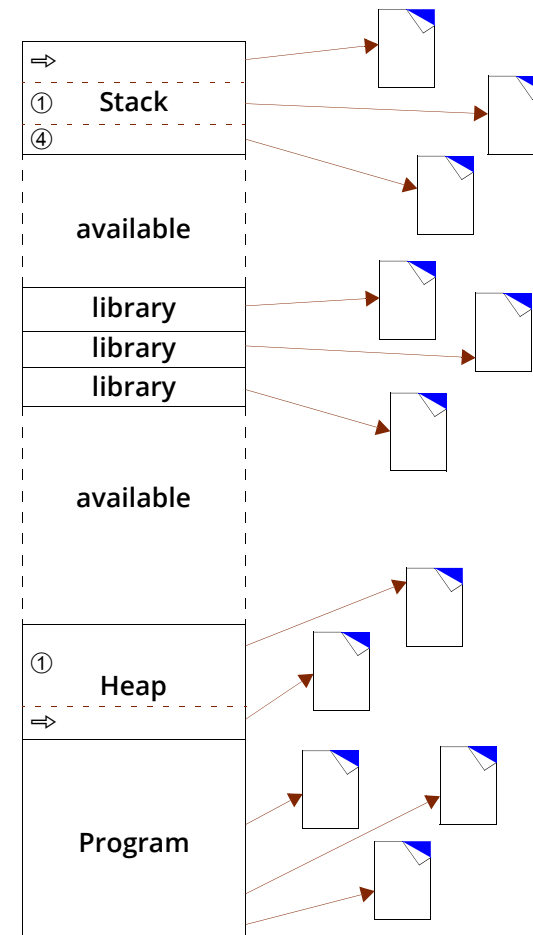 ⇨
① Stack
④
available
library
library
library
available
①
Heap
⇨
Program